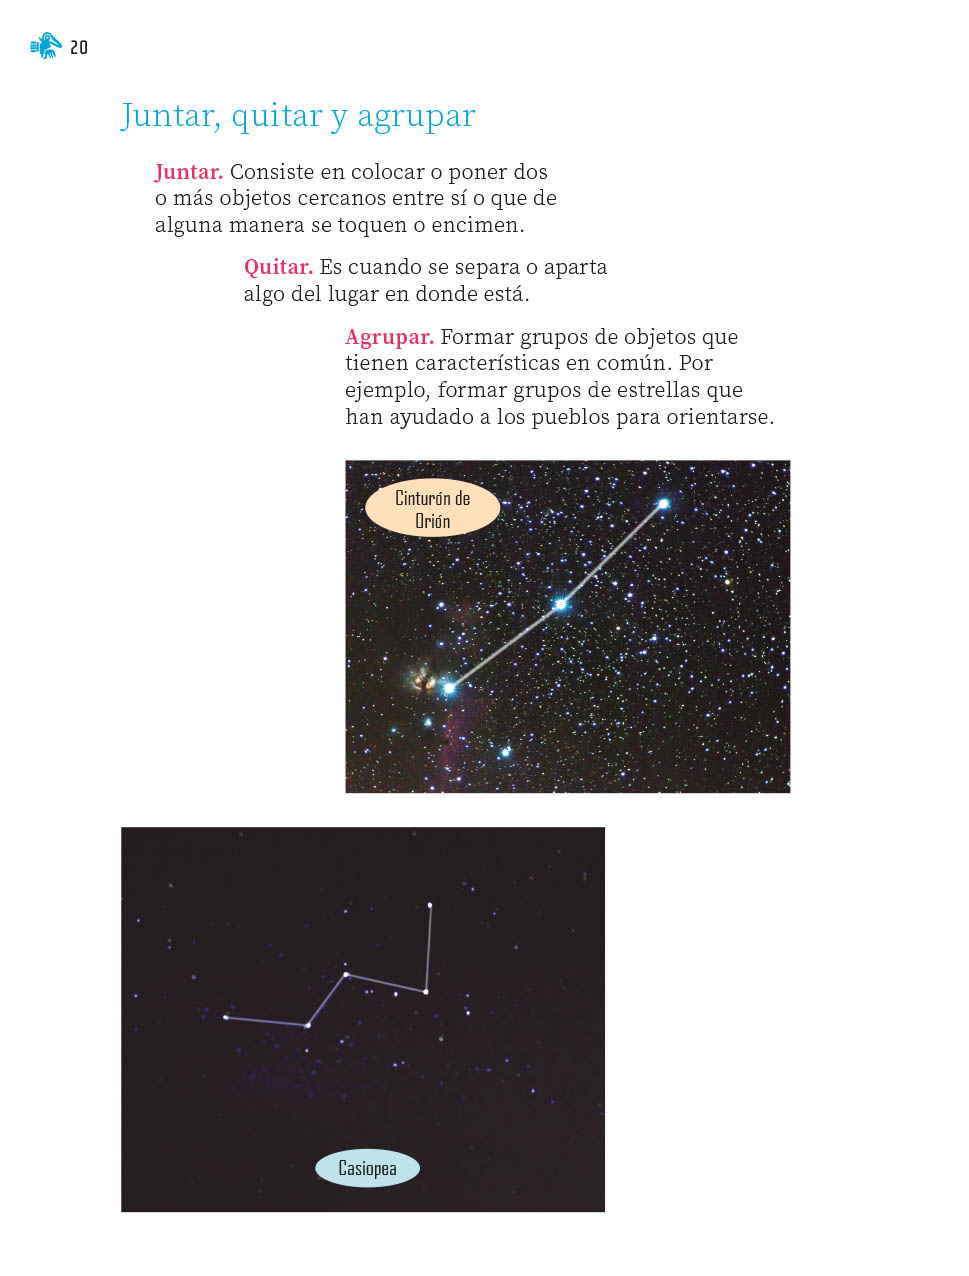 20
Juntar, quitar y agrupar
Juntar. Consiste en colocar o poner dos
o más objetos cercanos entre sí o que de
alguna manera se toquen o encimen.
Quitar. Es cuando se separa o aparta
algo del lugar en donde está.
Agrupar. Formar grupos de objetos que
tienen características en común. Por
ejemplo, formar grupos de estrellas que
han ayudado a los pueblos para orientarse.
Cinturón de
Orión
Casiopea